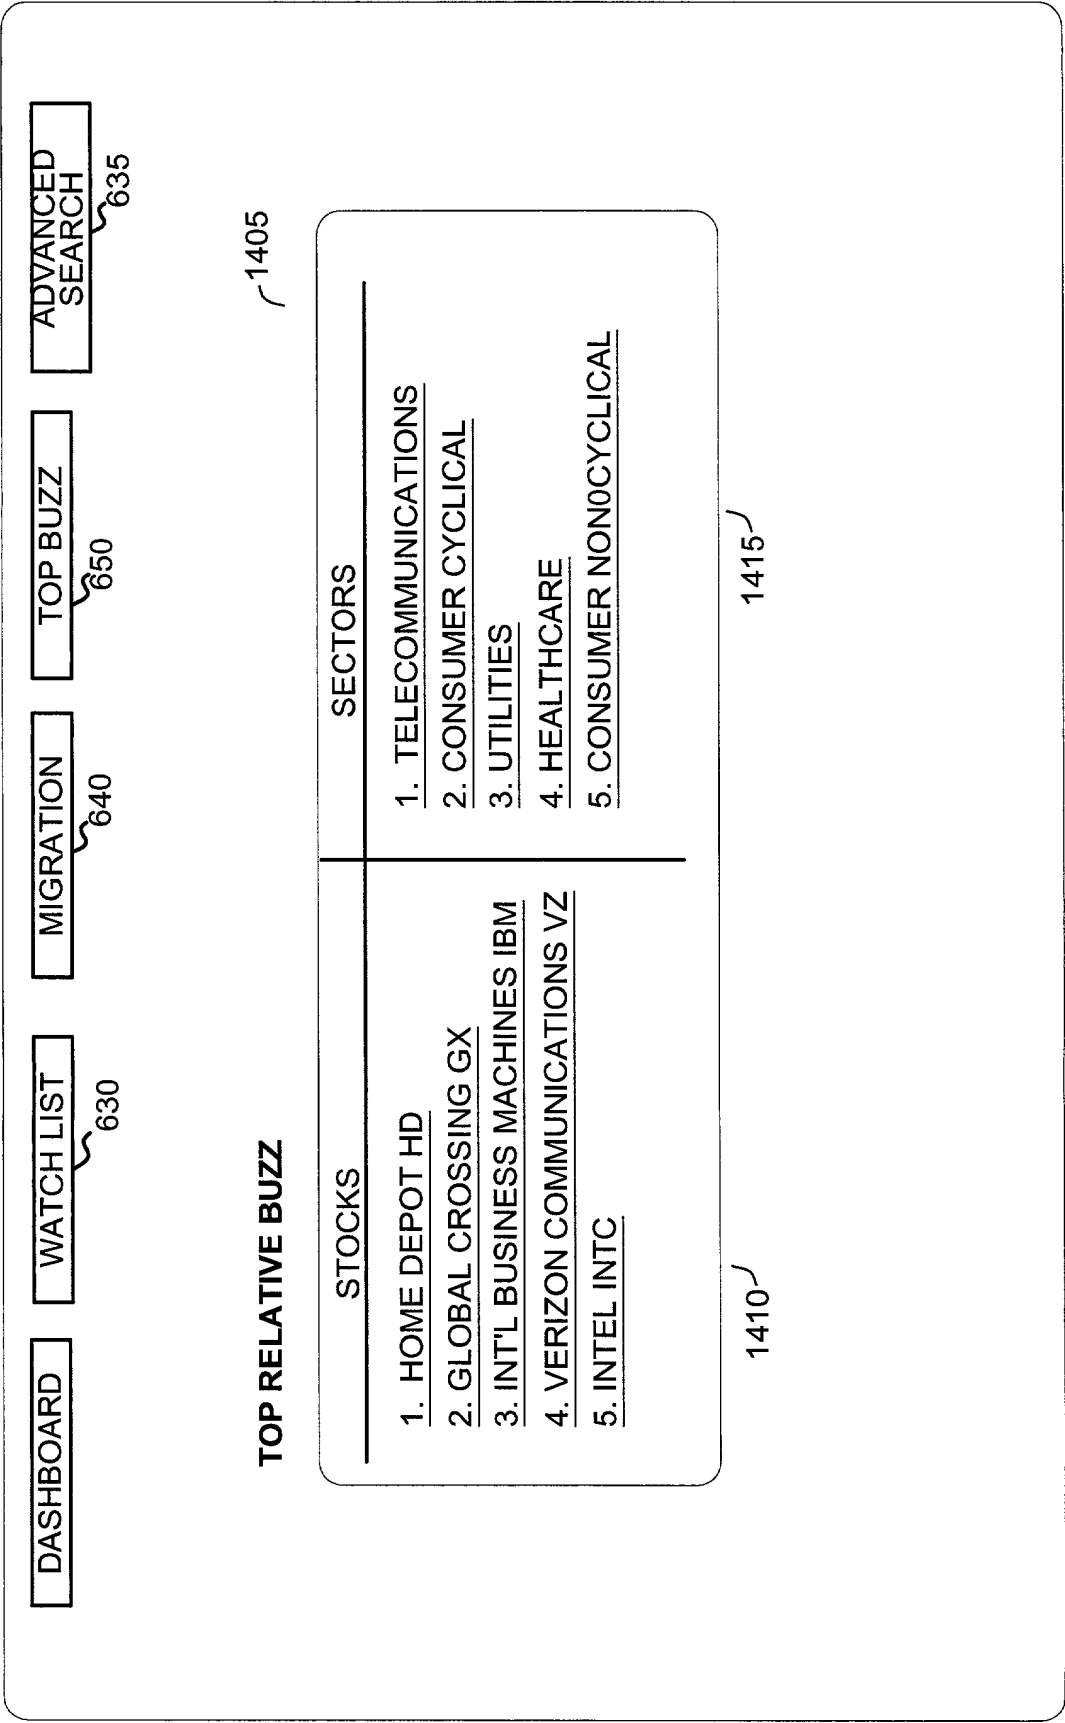 DASHBOARD
WATCH LIST
630
MIGRATION
640
TOP BUZZ
650
ADVANCED
SEARCH
635
TOP RELATIVE BUZZ
1405
STOCKS
1. HOME DEPOT HD
2. GLOBAL CROSSING GX
3. INT'L BUSINESS MACHINES IBM
4. VERIZON COMMUNICATIONS VZ
5. INTEL INTC
1410
SECTORS
1. TELECOMMUNICATIONS
2. CONSUMER CYCLICAL
3. UTILITIES
4. HEALTHCARE
5. CONSUMER NON0CYCLICAL
1415